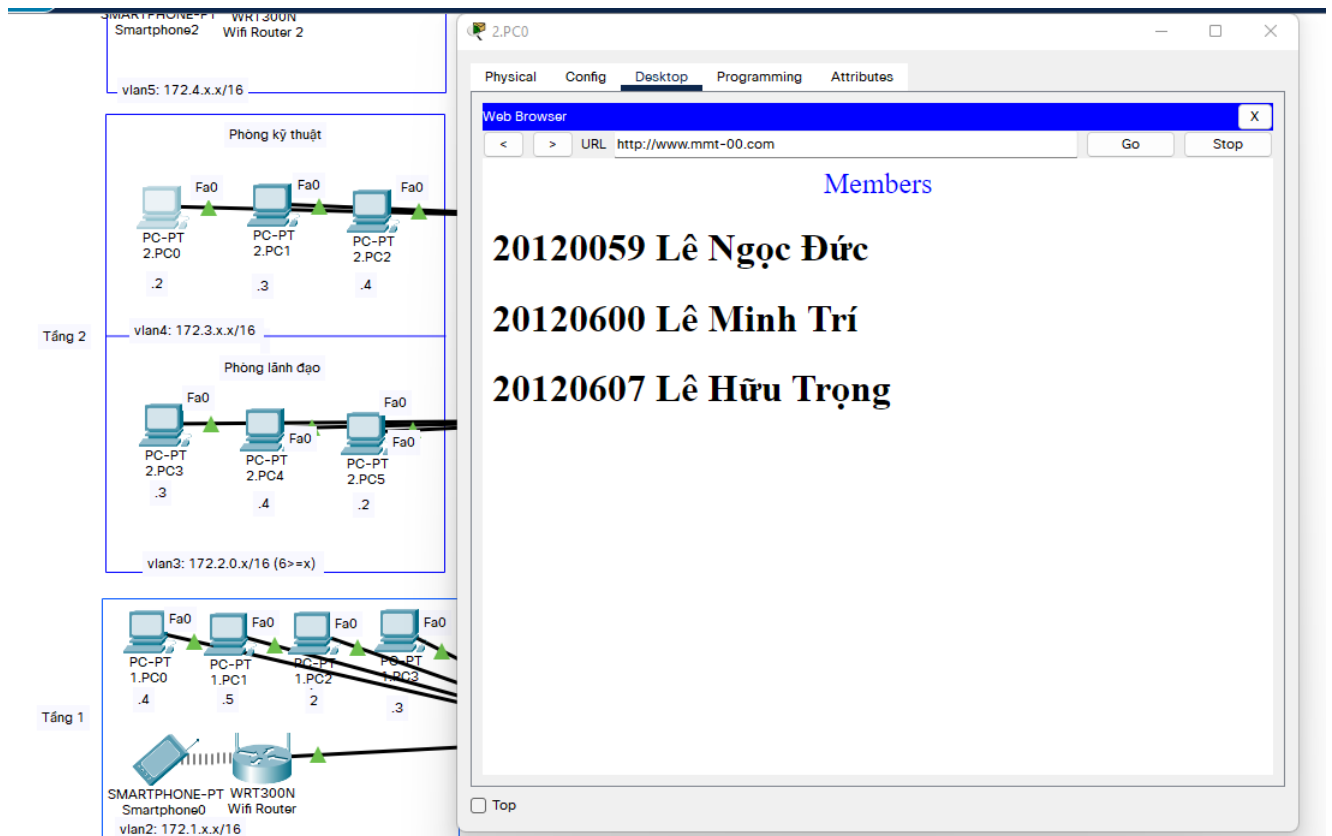 SMARTPHONE-PT WRT300N
Smartphone2 Wifi Router 2
vlan5: 172.4.x.x/16
Phòng kỹ thuật
Fa0 Fa0 Fa0
PC-PT PC-PT PC-PT
2.PC0 2.PC1 2.PC2
.2 .3 .4
Tầng 2
vlan4: 172.3.x.x/16
Phòng lãnh đạo
Fa0 Fa0
Fa0 Fa0
PC-PT PC-PT PC-PT
2.PC3 2.PC4 2.PC5
.3 .4 .2
vlan3: 172.2.0.x/16 (6>=x)
Fa0 Fa0 Fa0 Fa0
PC-PT PC-PT PC-PT PC-PT
1.PC0 1.PC1 1.PC2 1.PC3
.4 .5 2 .3
Tầng 1
SMARTPHONE-PT WRT300N
Smartphone0 Wifi Router
vlan2: 172.1.x.x/16
2.PC0
Physical Config Desktop Programming Attributes
Web Browser X
< > URL http://www.mmt-00.com Go Stop
Members
20120059 Lê Ngọc Đức
20120600 Lê Minh Trí
20120607 Lê Hữu Trọng
Top